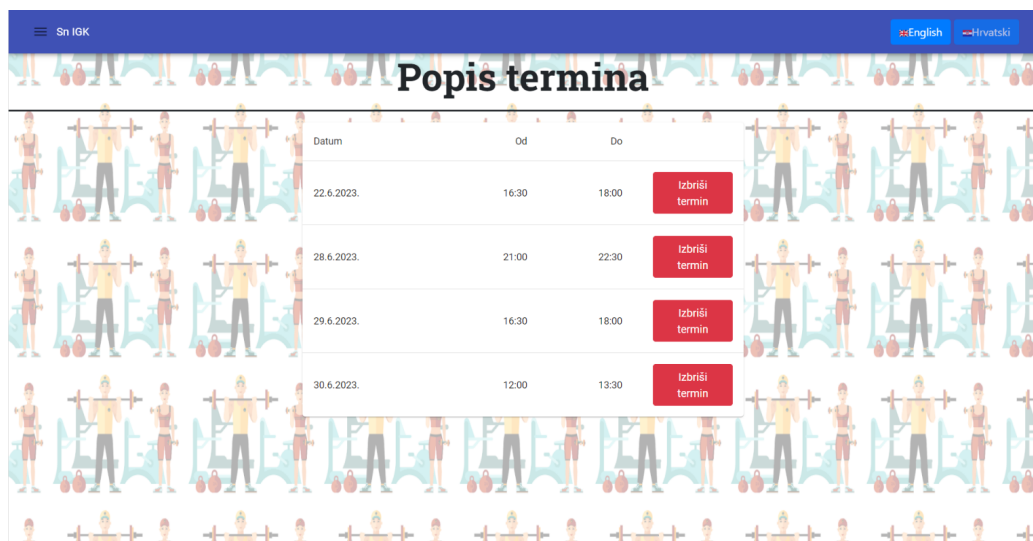 Sn IGK
English Hrvatski
Popis termina
Datum Od Do
22.6.2023. 16:30 18:00 Izbriši
termin
28.6.2023. 21:00 22:30 Izbriši
termin
29.6.2023. 16:30 18:00 Izbriši
termin
30.6.2023. 12:00 13:30 Izbriši
termin